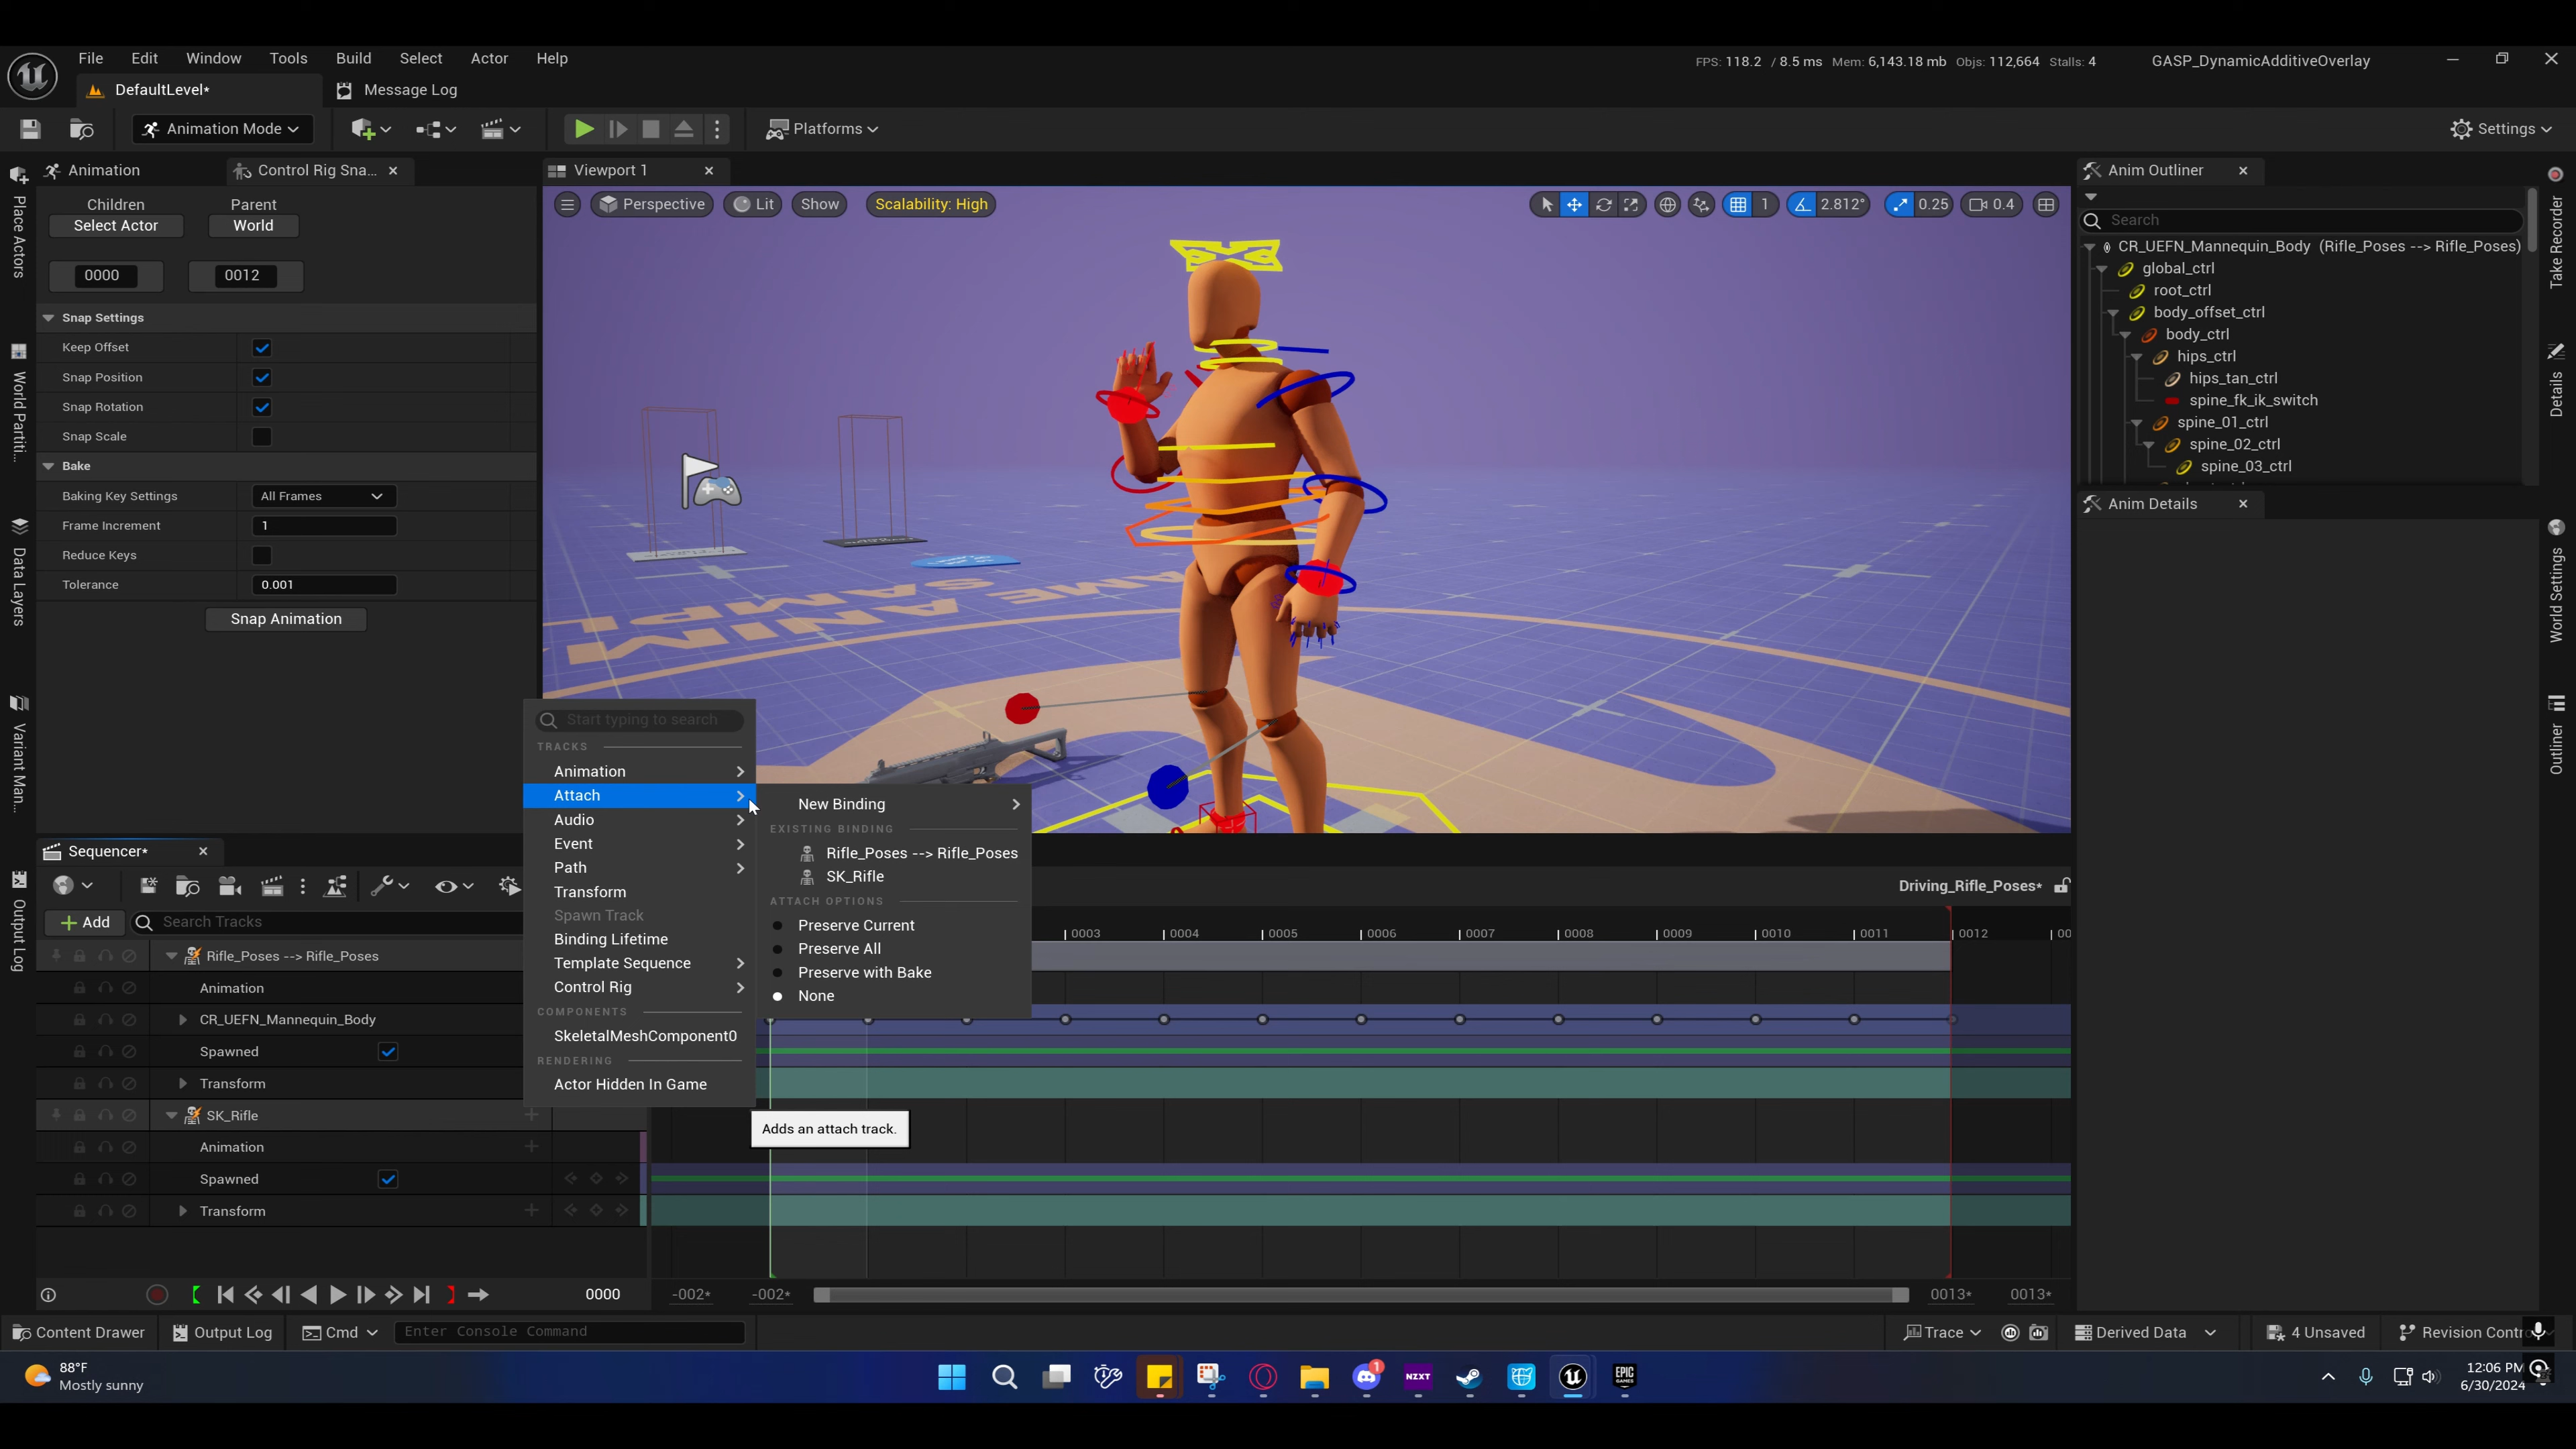 File Edit Window Tools Build Select Actor Help
FPS: 118.2 / 8.5 ms Mem: 6,143.18 mb Objs: 112,664 Stalls: 4
GASP_DynamicAdditiveOverlay
DefaultLevel*
Message Log
Animation Mode
Platforms
Settings
Place Actors
World Partiti...
Data Layers
Variant Man...
Output Log
Animation
Control Rig Sna...
Children Parent
Select Actor World
0000 0012
Snap Settings
Keep Offset
Snap Position
Snap Rotation
Snap Scale
Bake
Baking Key Settings All Frames
Frame Increment 1
Reduce Keys
Tolerance 0.001
Snap Animation
Viewport 1
Perspective Lit Show Scalability: High
1 2.812° 0.25 0.4
Anim Outliner
Search
CR_UEFN_Mannequin_Body (Rifle_Poses --> Rifle_Poses)
global_ctrl
root_ctrl
body_offset_ctrl
body_ctrl
hips_ctrl
hips_tan_ctrl
spine_fk_ik_switch
spine_01_ctrl
spine_02_ctrl
spine_03_ctrl
Anim Details
Take Recorder
Details
World Settings
Outliner
Start typing to search
TRACKS
Animation
Attach
Audio
Event
Path
Transform
Spawn Track
Binding Lifetime
Template Sequence
Control Rig
COMPONENTS
SkeletalMeshComponent0
RENDERING
Actor Hidden In Game
New Binding
EXISTING BINDING
Rifle_Poses --> Rifle_Poses
SK_Rifle
ATTACH OPTIONS
Preserve Current
Preserve All
Preserve with Bake
None
Adds an attach track.
Sequencer*
Driving_Rifle_Poses*
Add
Search Tracks
0003 0004 0005 0006 0007 0008 0009 0010 0011 0012 00
Rifle_Poses --> Rifle_Poses
Animation
CR_UEFN_Mannequin_Body
Spawned
Transform
SK_Rifle
Animation
Spawned
Transform
0000
-002* -002* 0013* 0013*
Content Drawer Output Log Cmd Enter Console Command
Trace Derived Data 4 Unsaved Revision Contro
88°F
Mostly sunny
1
NZXT
EPIC GAMES
12:06 PM
6/30/2024